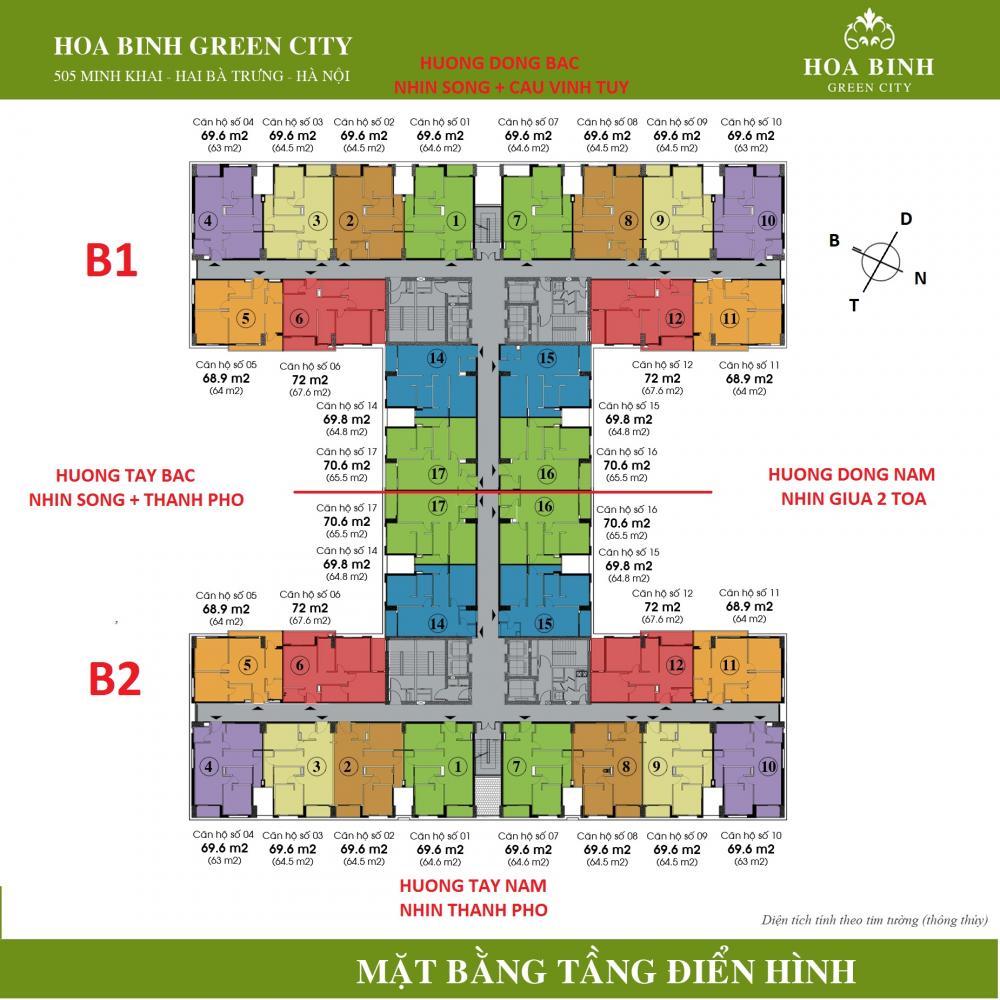 HOA BINH GREEN CITY
505 MINH KHAI - HAI BÀ TRƯNG - HÀ NỘI
HUONG DONG BAC
NHIN SONG + CAU VINH TUY
HOA BINH
GREEN CITY
Căn hộ số 04
69.6 m2
(63 m2)
Căn hộ số 03
69.6 m2
(64.5 m2)
Căn hộ số 02
69.6 m2
(64.5 m2)
Căn hộ số 01
69.6 m2
(64.6 m2)
Căn hộ số 07
69.6 m2
(64.6 m2)
Căn hộ số 08
69.6 m2
(64.5 m2)
Căn hộ số 09
69.6 m2
(64.5 m2)
Căn hộ số 10
69.6 m2
(63 m2)
4
3
2
1
7
8
9
10
B1
D
B
N
T
5
6
12
11
14
15
Căn hộ số 05
68.9 m2
(64 m2)
Căn hộ số 06
72 m2
(67.6 m2)
Căn hộ số 12
72 m2
(67.6 m2)
Căn hộ số 11
68.9 m2
(64 m2)
Căn hộ số 14
69.8 m2
(64.8 m2)
Căn hộ số 15
69.8 m2
(64.8 m2)
Căn hộ số 17
70.6 m2
(65.5 m2)
17
16
Căn hộ số 16
70.6 m2
(65.5 m2)
HUONG TAY BAC
NHIN SONG + THANH PHO
HUONG DONG NAM
NHIN GIUA 2 TOA
Căn hộ số 17
70.6 m2
(65.5 m2)
17
16
Căn hộ số 16
70.6 m2
(65.5 m2)
Căn hộ số 14
69.8 m2
(64.8 m2)
Căn hộ số 15
69.8 m2
(64.8 m2)
Căn hộ số 05
68.9 m2
(64 m2)
Căn hộ số 06
72 m2
(67.6 m2)
Căn hộ số 12
72 m2
(67.6 m2)
Căn hộ số 11
68.9 m2
(64 m2)
14
15
B2
5
6
12
11
4
3
2
1
7
8
9
10
Căn hộ số 04
69.6 m2
(63 m2)
Căn hộ số 03
69.6 m2
(64.5 m2)
Căn hộ số 02
69.6 m2
(64.5 m2)
Căn hộ số 01
69.6 m2
(64.6 m2)
Căn hộ số 07
69.6 m2
(64.6 m2)
Căn hộ số 08
69.6 m2
(64.5 m2)
Căn hộ số 09
69.6 m2
(64.5 m2)
Căn hộ số 10
69.6 m2
(63 m2)
HUONG TAY NAM
NHIN THANH PHO
Diện tích tính theo tim tường (thông thủy)
MẶT BẰNG TẦNG ĐIỂN HÌNH